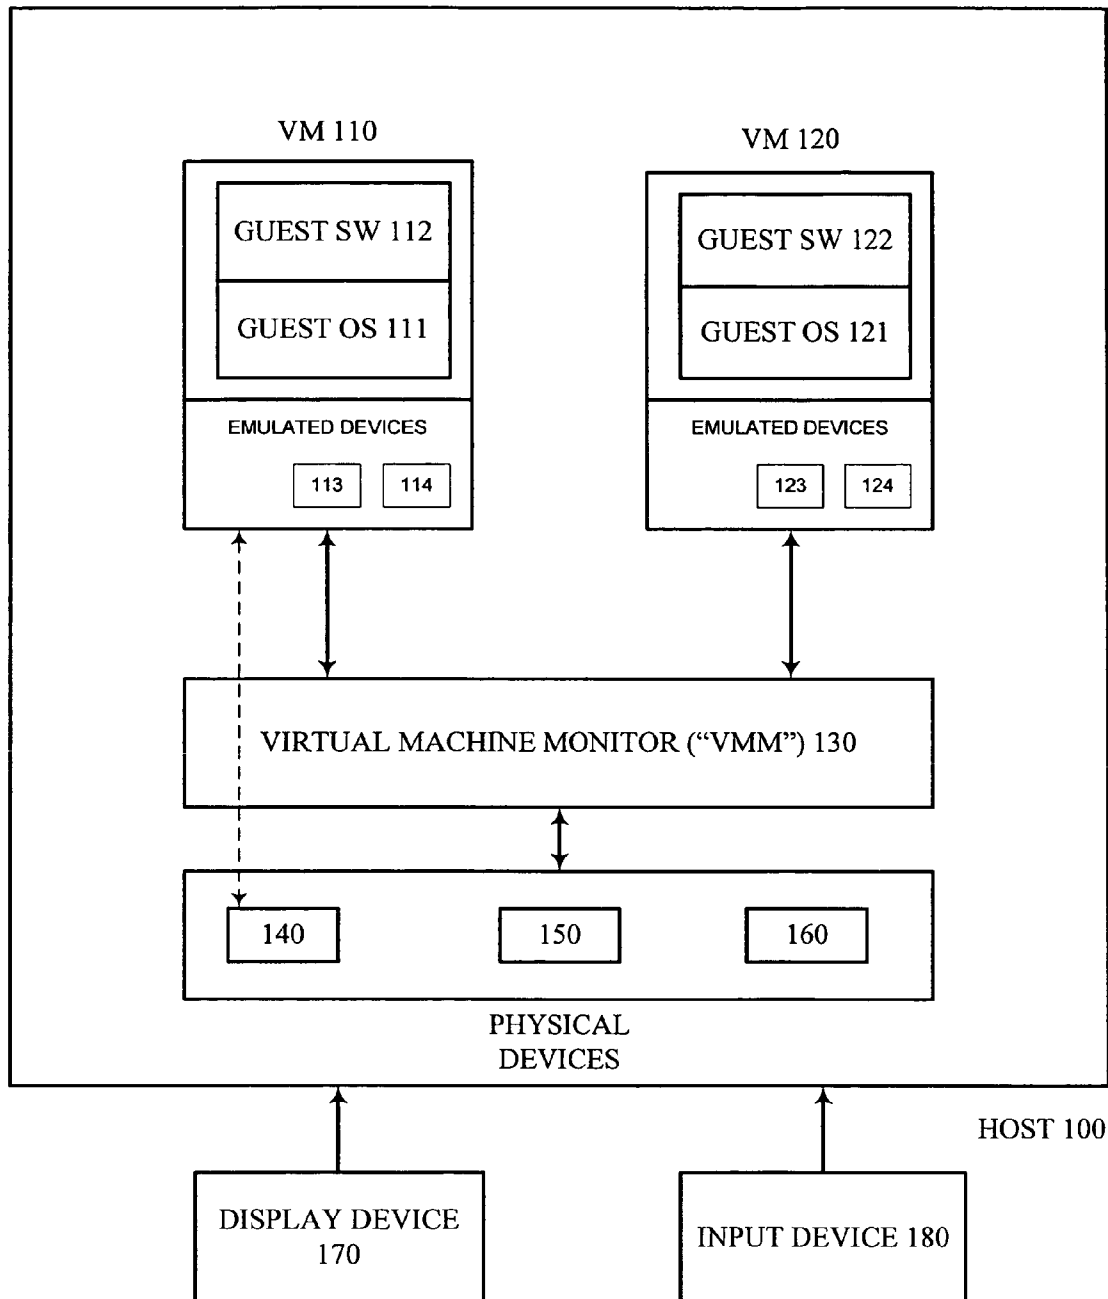 VM 110
VM 120
GUEST SW 112
GUEST OS 111
EMULATED DEVICES
113 114
GUEST SW 122
GUEST OS 121
EMULATED DEVICES
123 124
VIRTUAL MACHINE MONITOR (“VMM”) 130
140 150 160
PHYSICAL
DEVICES
HOST 100
DISPLAY DEVICE
170
INPUT DEVICE 180